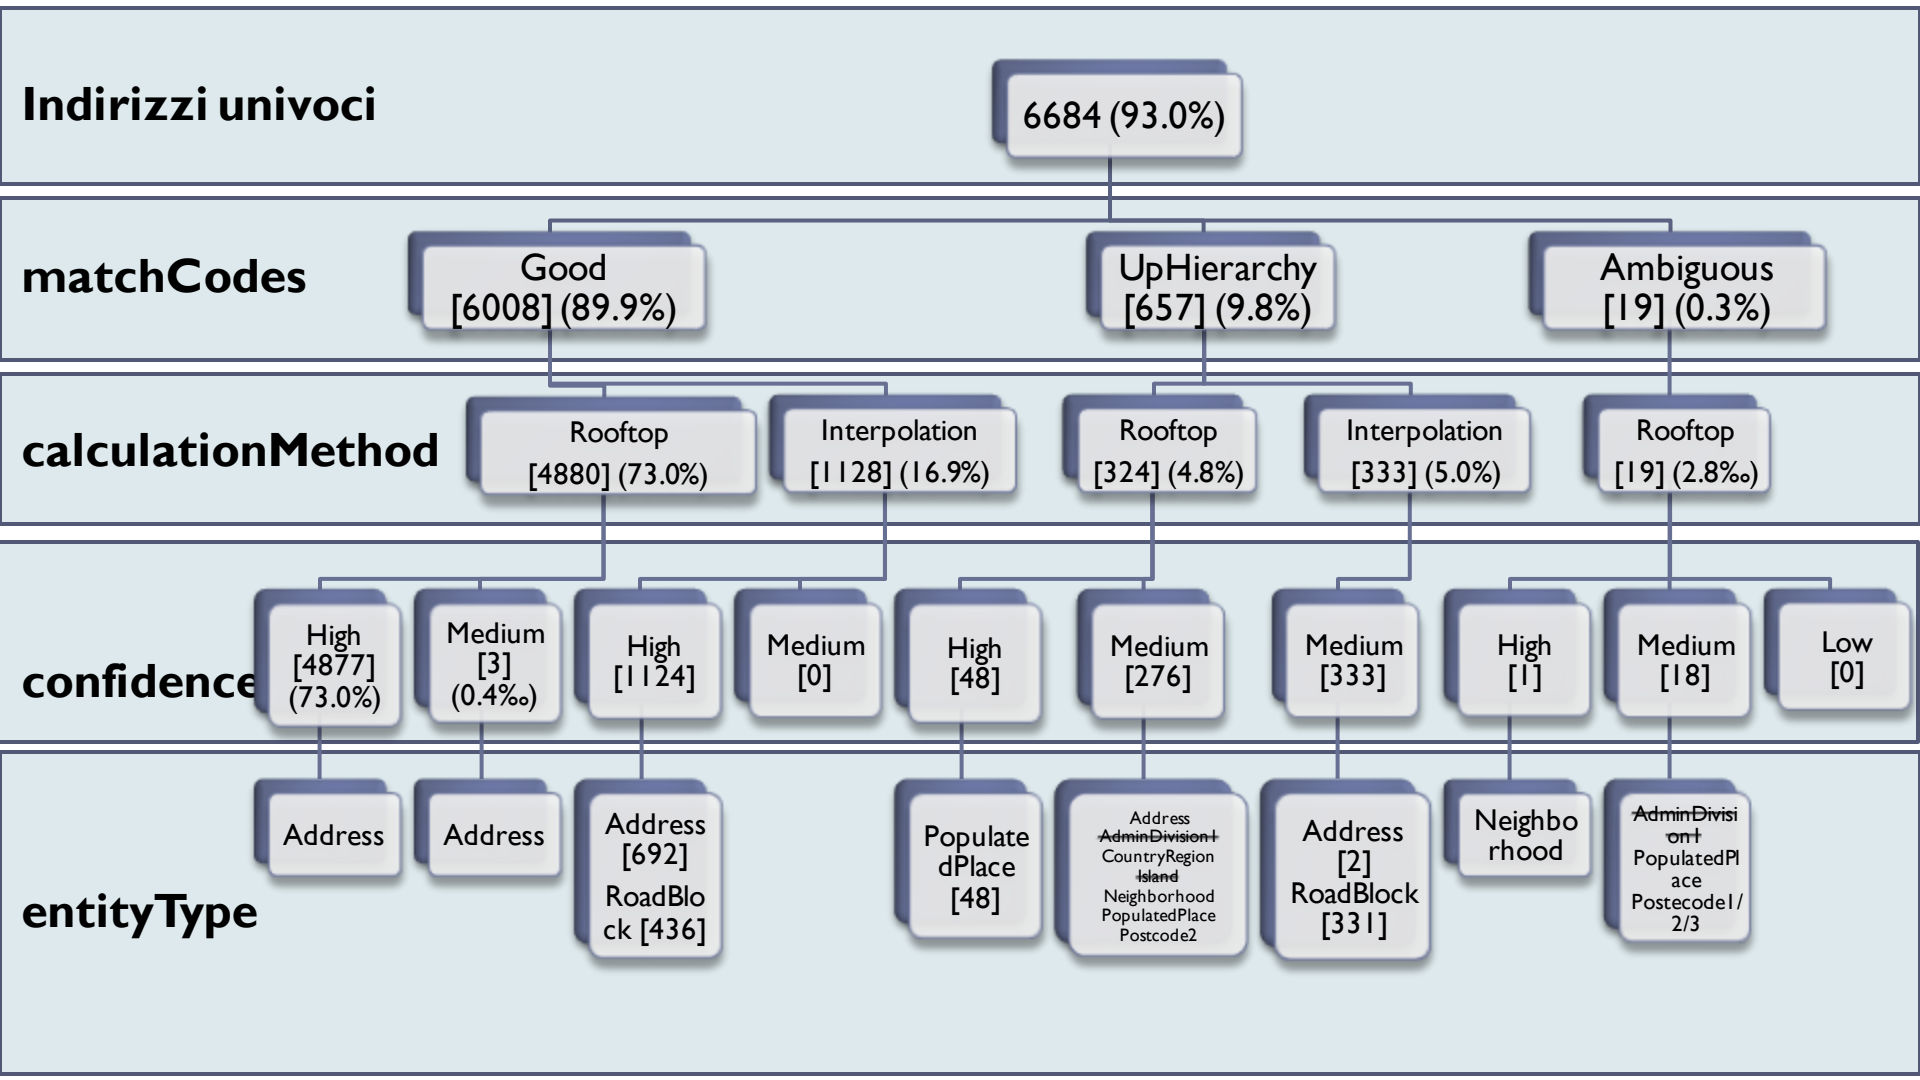 Indirizzi univoci
6684 (93.0%)
matchCodes
Good
[6008] (89.9%)
UpHierarchy
[657] (9.8%)
Ambiguous
[19] (0.3%)
calculationMethod
Rooftop
[4880] (73.0%)
Interpolation
[1128] (16.9%)
Rooftop
[324] (4.8%)
Interpolation
[333] (5.0%)
Rooftop
[19] (2.8‰)
confidence
High
[4877]
(73.0%)
Medium
[3]
(0.4‰)
High
[1124]
Medium
[0]
High
[48]
Medium
[276]
Medium
[333]
High
[1]
Medium
[18]
Low
[0]
entityType
Address
Address
Address
[692]
RoadBlo
ck [436]
Populate
dPlace
[48]
Address
AdminDivision1
CountryRegion
Island
Neighborhood
PopulatedPlace
Postcode2
Address
[2]
RoadBlock
[331]
Neighbo
rhood
AdminDivisi
on1
PopulatedPl
ace
Postecode1/
2/3